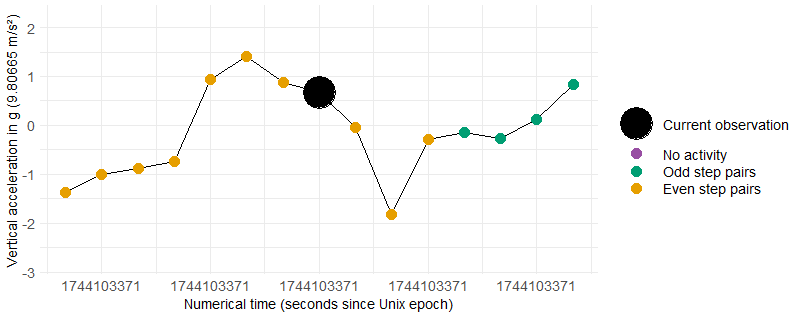 Vertical acceleration in g (9.80665 m/s²)
2
1
0
-1
-2
-3
1744103371 1744103371 1744103371 1744103371 1744103371
Numerical time (seconds since Unix epoch)
Current observation
No activity
Odd step pairs
Even step pairs